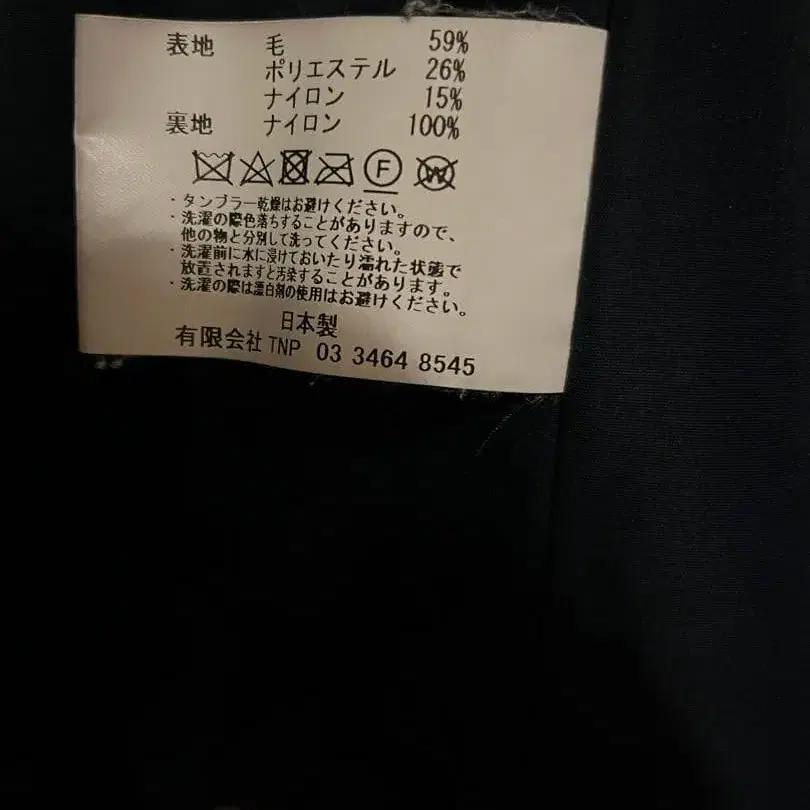 表地 毛 59%
ポリエステル 26%
ナイロン 15%
裏地 ナイロン 100%
F W
・タンブラー乾燥はお避けください。
・洗濯の際色落ちすることがありますので、
他の物と分別して洗ってください。
・洗濯前に水に浸けておいたり濡れた状態で
放置されますと汚染することがあります。
・洗濯の際は漂白剤の使用はお避けください。
日本製
有限会社 TNP 03 3464 8545